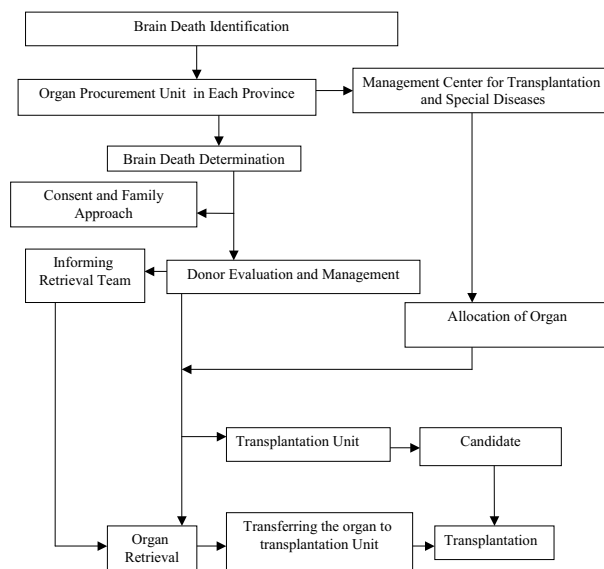 Brain Death Identification
Organ Procurement Unit in Each Province
Management Center for Transplantation
and Special Diseases
Brain Death Determination
Consent and Family
Approach
Informing
Retrieval Team
Donor Evaluation and Management
Allocation of Organ
Transplantation Unit
Candidate
Organ
Retrieval
Transferring the organ to
transplantation Unit
Transplantation